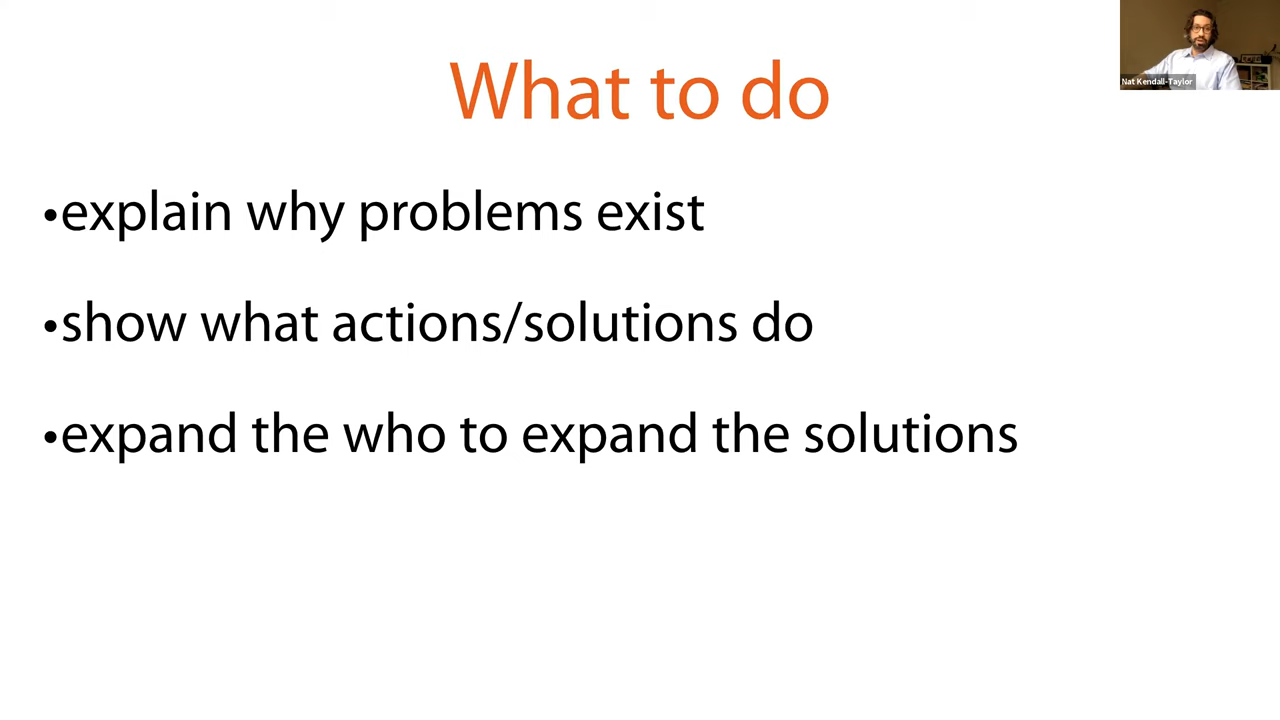 What to do
Nat Kendall-Taylor
•explain why problems exist
•show what actions/solutions do
•expand the who to expand the solutions